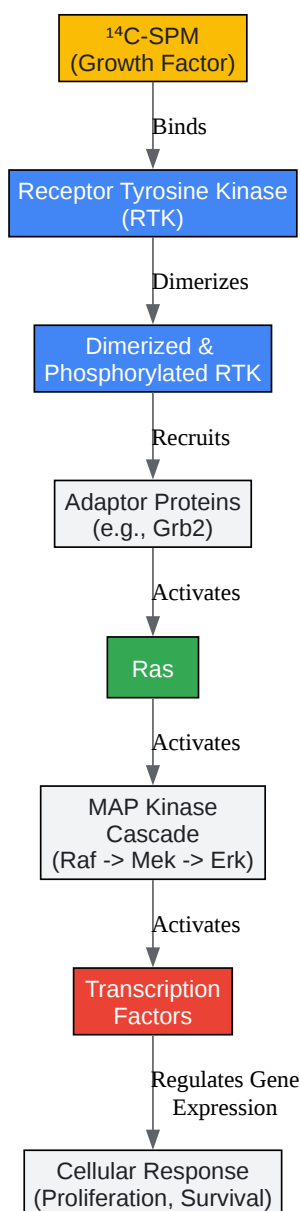 ¹⁴C-SPM
(Growth Factor)
Binds
Receptor Tyrosine Kinase
(RTK)
Dimerizes
Dimerized &
Phosphorylated RTK
Recruits
Adaptor Proteins
(e.g., Grb2)
Activates
Ras
Activates
MAP Kinase
Cascade
(Raf -> Mek -> Erk)
Activates
Transcription
Factors
Regulates Gene
Expression
Cellular Response
(Proliferation, Survival)